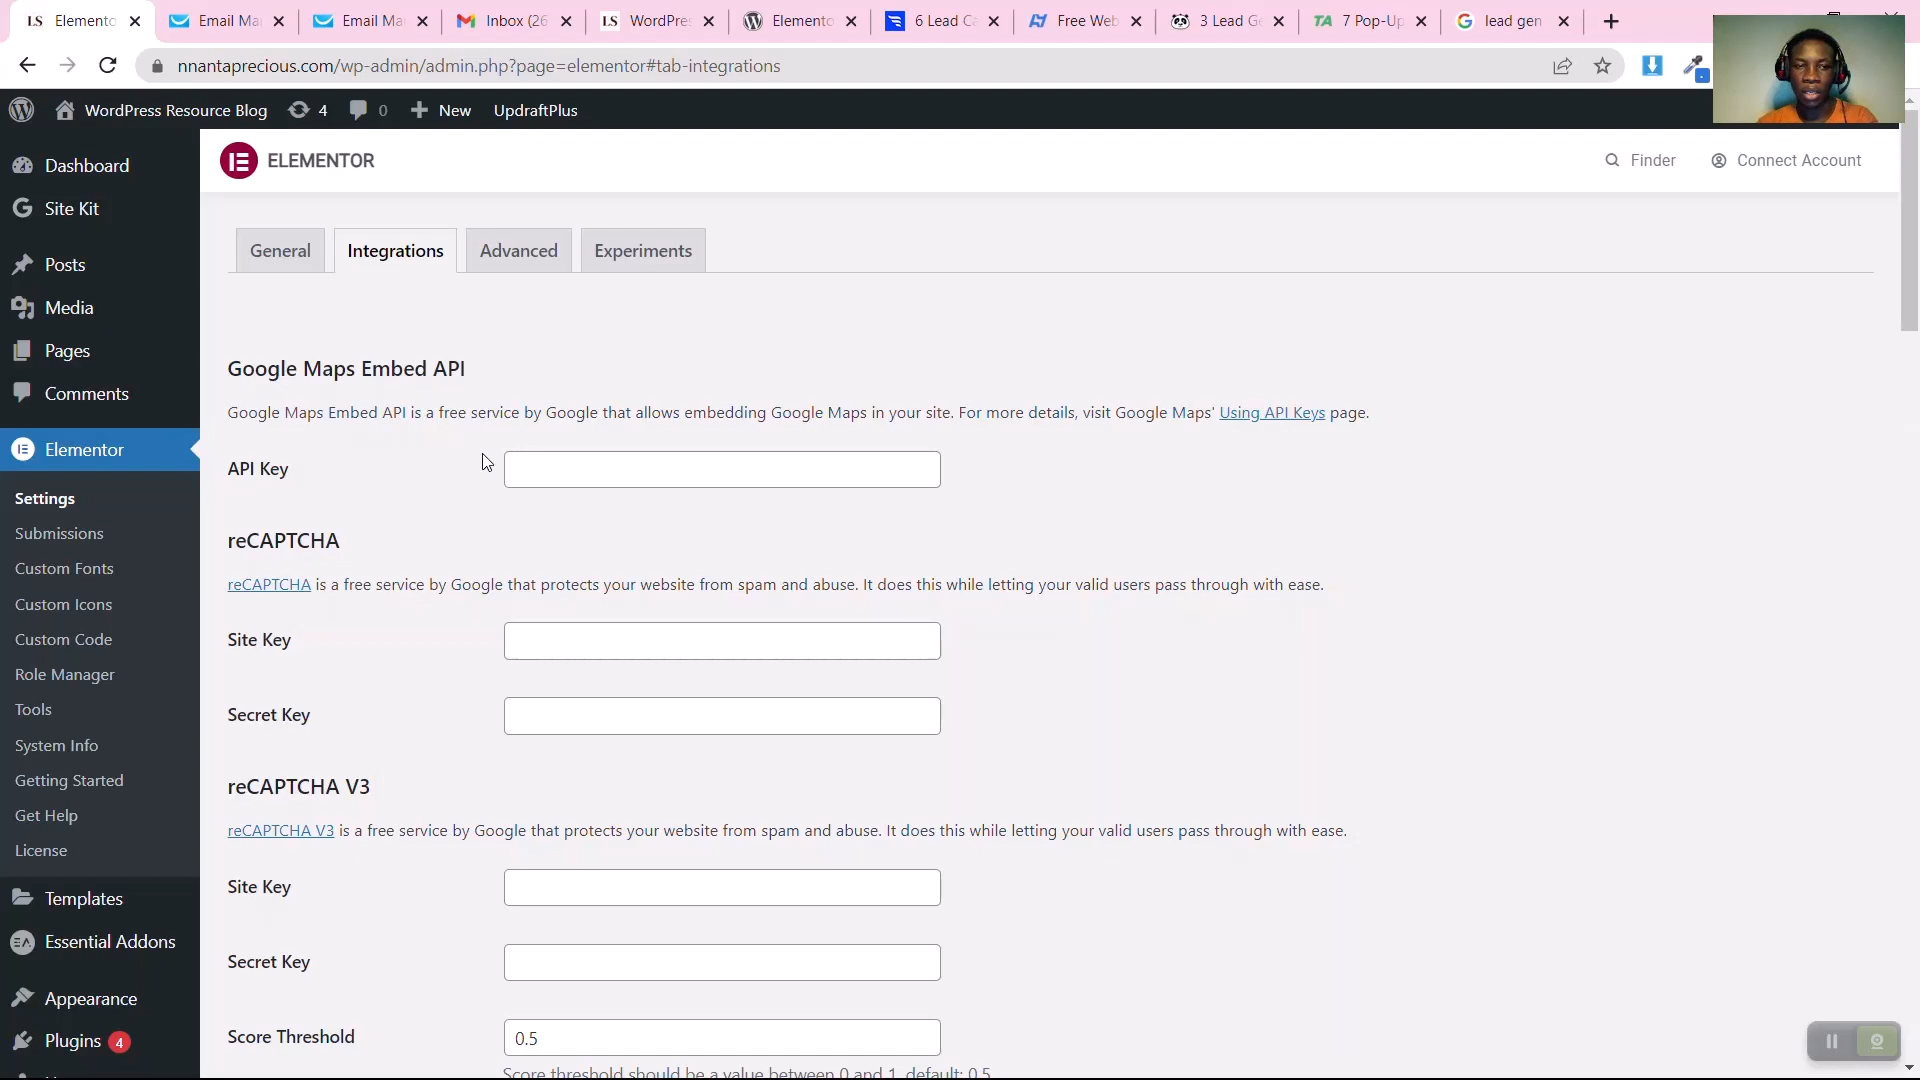 LS Elemento
Email Ma
Email Ma
Inbox (26
LS WordPres
Elemento
6 Lead Ca
Free Web
3 Lead Ge
TA 7 Pop-Up
lead gen
nnantaprecious.com/wp-admin/admin.php?page=elementor#tab-integrations
WordPress Resource Blog 4 0 New UpdraftPlus
Dashboard
Site Kit
Posts
Media
Pages
Comments
Elementor
Settings
Submissions
Custom Fonts
Custom Icons
Custom Code
Role Manager
Tools
System Info
Getting Started
Get Help
License
Templates
EA Essential Addons
Appearance
Plugins 4
ELEMENTOR
Finder Connect Account
General Integrations Advanced Experiments
Google Maps Embed API
Google Maps Embed API is a free service by Google that allows embedding Google Maps in your site. For more details, visit Google Maps' Using API Keys page.
API Key
reCAPTCHA
reCAPTCHA is a free service by Google that protects your website from spam and abuse. It does this while letting your valid users pass through with ease.
Site Key
Secret Key
reCAPTCHA V3
reCAPTCHA V3 is a free service by Google that protects your website from spam and abuse. It does this while letting your valid users pass through with ease.
Site Key
Secret Key
Score Threshold 0.5
Score threshold should be a value between 0 and 1, default: 0.5